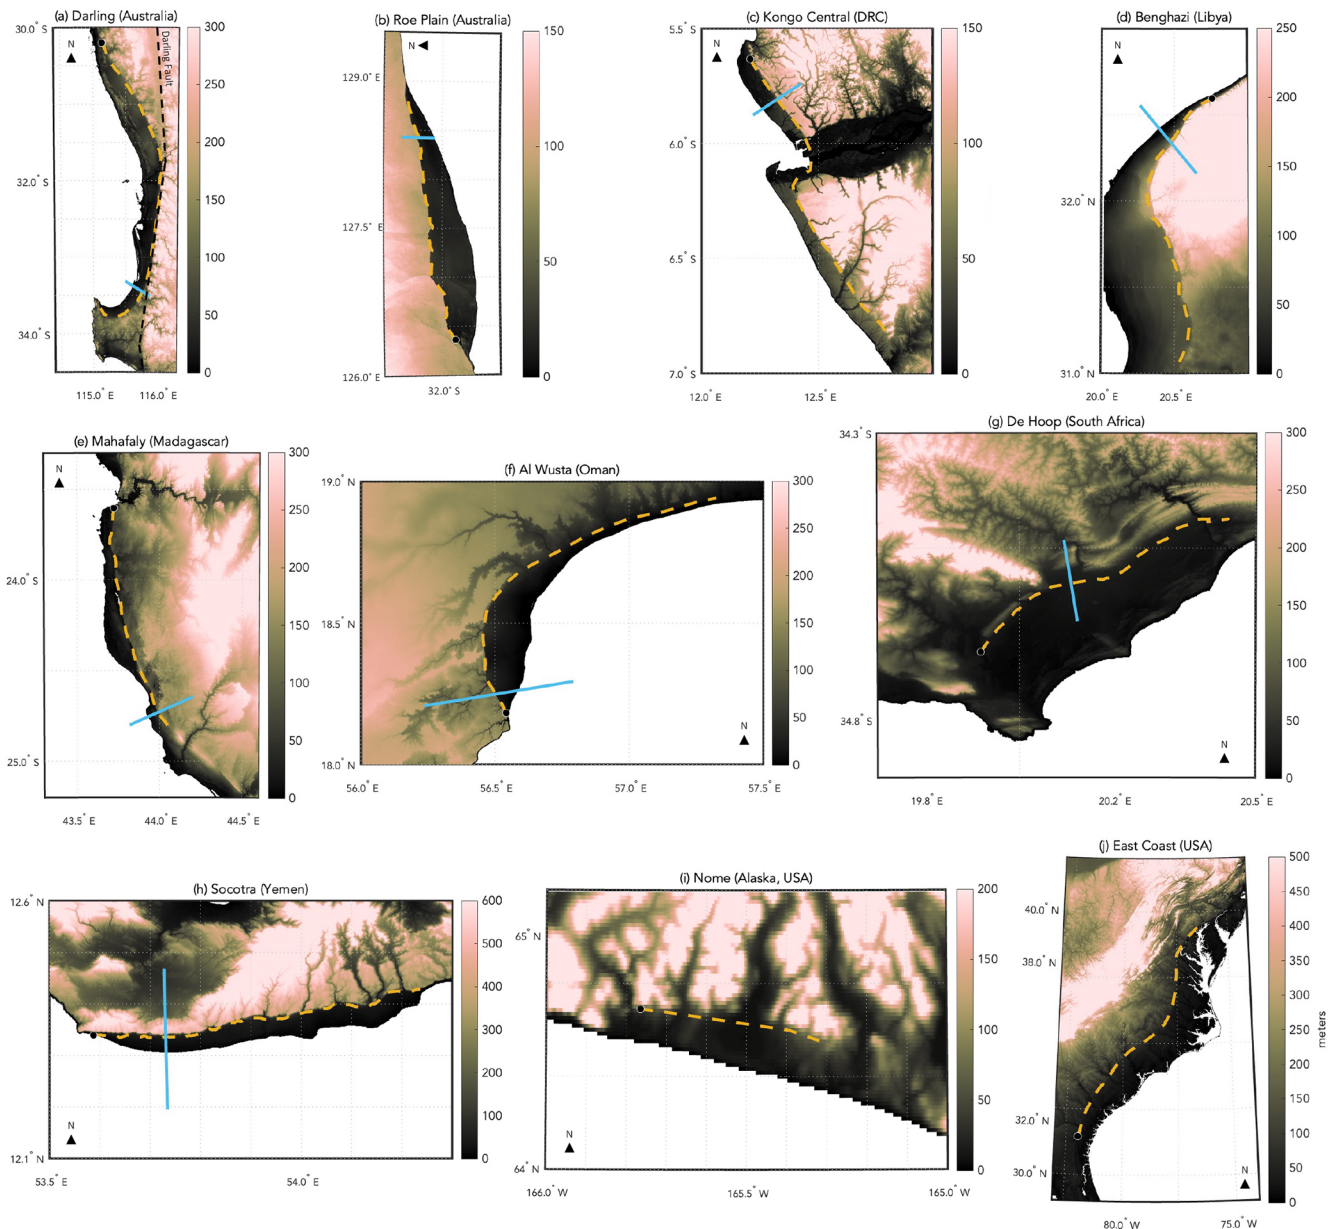 (a) Darling (Australia)
30.0° S
N
Darling Fault
32.0° S
34.0° S
115.0° E
116.0° E
300
250
200
150
100
50
0
(b) Roe Plain (Australia)
N
129.0° E
127.5° E
126.0° E
32.0° S
150
100
50
0
(c) Kongo Central (DRC)
5.5° S
N
6.0° S
6.5° S
7.0° S
12.0° E
12.5° E
150
100
50
0
(d) Benghazi (Libya)
N
32.0° N
31.0° N
20.0° E
20.5° E
250
200
150
100
50
0
(e) Mahafaly (Madagascar)
N
24.0° S
25.0° S
43.5° E
44.0° E
44.5° E
300
250
200
150
100
50
0
(f) Al Wusta (Oman)
19.0° N
18.5° N
18.0° N
N
56.0° E
56.5° E
57.0° E
57.5° E
300
250
200
150
100
50
0
(g) De Hoop (South Africa)
34.3° S
34.8° S
N
19.8° E
20.2° E
20.5° E
300
250
200
150
100
50
0
(h) Socotra (Yemen)
12.6° N
N
12.1° N
53.5° E
54.0° E
600
500
400
300
200
100
0
(i) Nome (Alaska, USA)
65° N
N
64° N
166.0° W
165.5° W
165.0° W
200
150
100
50
0
(j) East Coast (USA)
40.0° N
38.0° N
32.0° N
30.0° N
N
80.0° W
75.0° W
500
450
400
350
300
250
200
150
100
50
0
meters